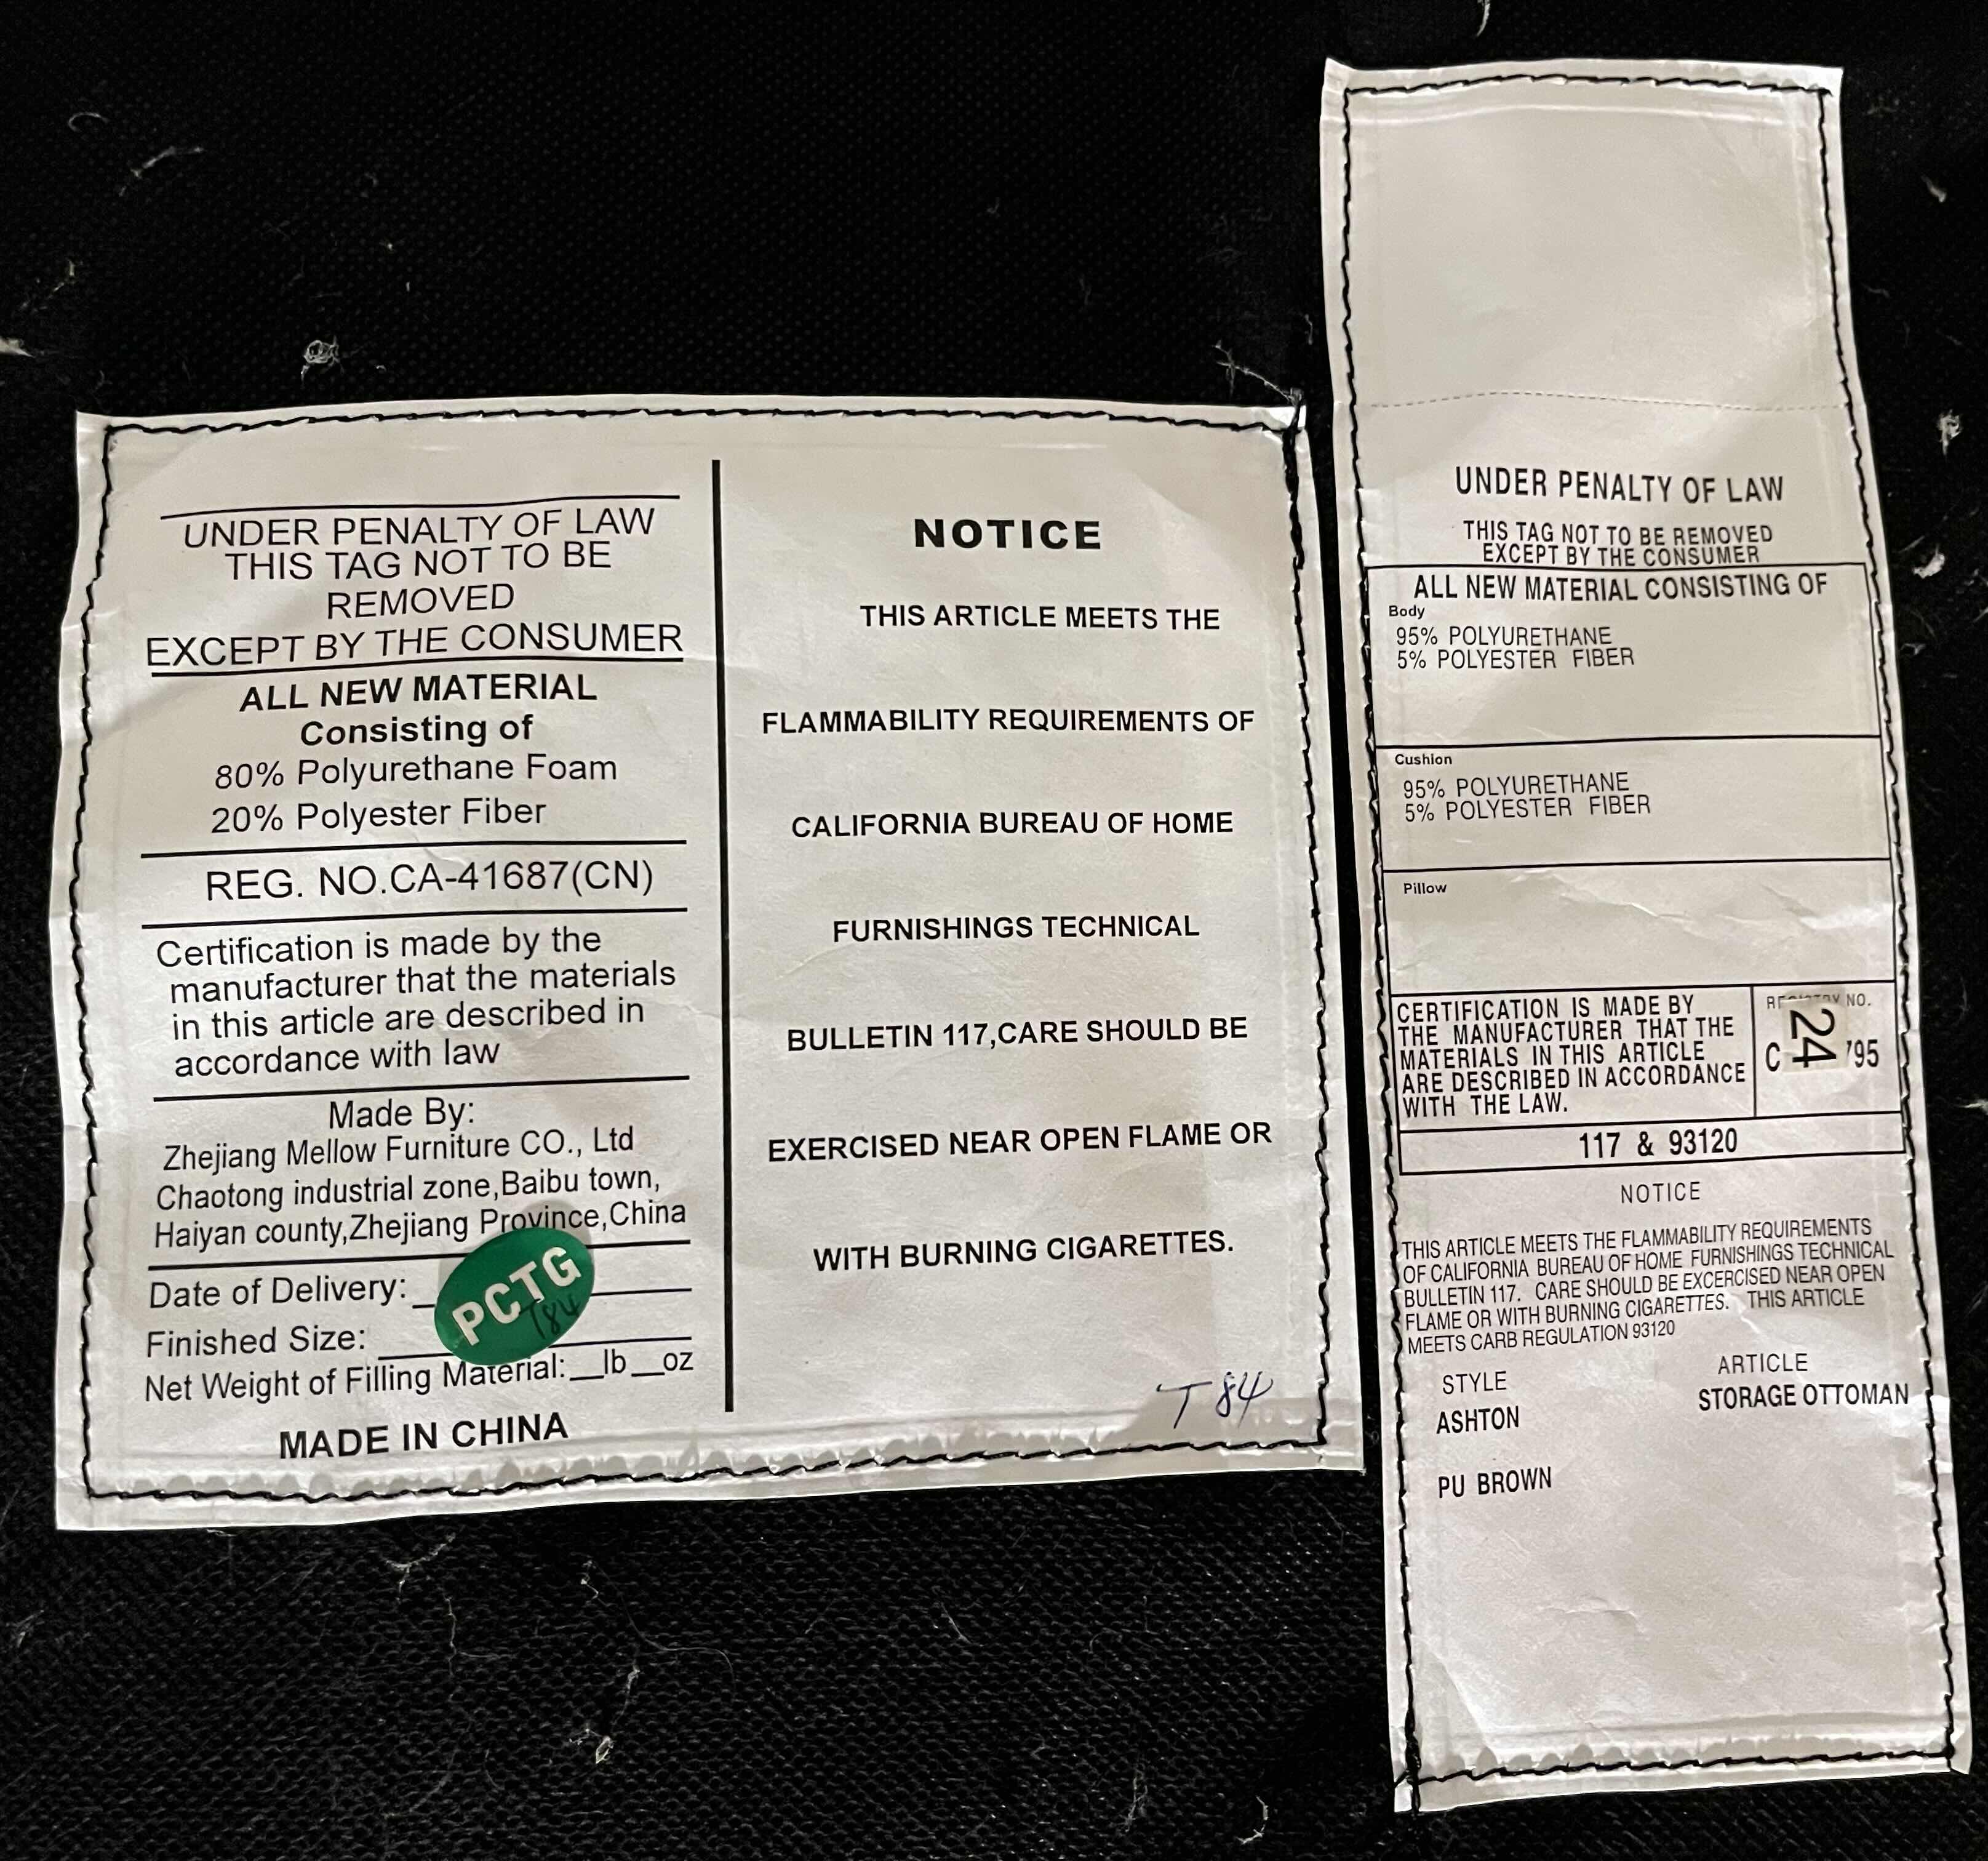 UNDER PENALTY OF LAW
THIS TAG NOT TO BE
REMOVED
EXCEPT BY THE CONSUMER
ALL NEW MATERIAL
Consisting of
80% Polyurethane Foam
20% Polyester Fiber
REG. NO.CA-41687(CN)
Certification is made by the
manufacturer that the materials
in this article are described in
accordance with law
Made By:
Zhejiang Mellow Furniture CO., Ltd
Chaotong industrial zone,Baibu town,
Haiyan county,Zhejiang Province,China
Date of Delivery:
PCTG
T84
Finished Size:
Net Weight of Filling Material:__lb__oz
MADE IN CHINA
NOTICE
THIS ARTICLE MEETS THE
FLAMMABILITY REQUIREMENTS OF
CALIFORNIA BUREAU OF HOME
FURNISHINGS TECHNICAL
BULLETIN 117,CARE SHOULD BE
EXERCISED NEAR OPEN FLAME OR
WITH BURNING CIGARETTES.
T 84
UNDER PENALTY OF LAW
THIS TAG NOT TO BE REMOVED
EXCEPT BY THE CONSUMER
ALL NEW MATERIAL CONSISTING OF
Body
95% POLYURETHANE
5% POLYESTER FIBER
Cushion
95% POLYURETHANE
5% POLYESTER FIBER
Pillow
CERTIFICATION IS MADE BY
THE MANUFACTURER THAT THE
MATERIALS IN THIS ARTICLE
ARE DESCRIBED IN ACCORDANCE
WITH THE LAW.
NO.
24
C 795
117 & 93120
NOTICE
THIS ARTICLE MEETS THE FLAMMABILITY REQUIREMENTS
OF CALIFORNIA BUREAU OF HOME FURNISHINGS TECHNICAL
BULLETIN 117. CARE SHOULD BE EXCERCISED NEAR OPEN
FLAME OR WITH BURNING CIGARETTES. THIS ARTICLE
MEETS CARB REGULATION 93120
STYLE
ASHTON
PU BROWN
ARTICLE
STORAGE OTTOMAN